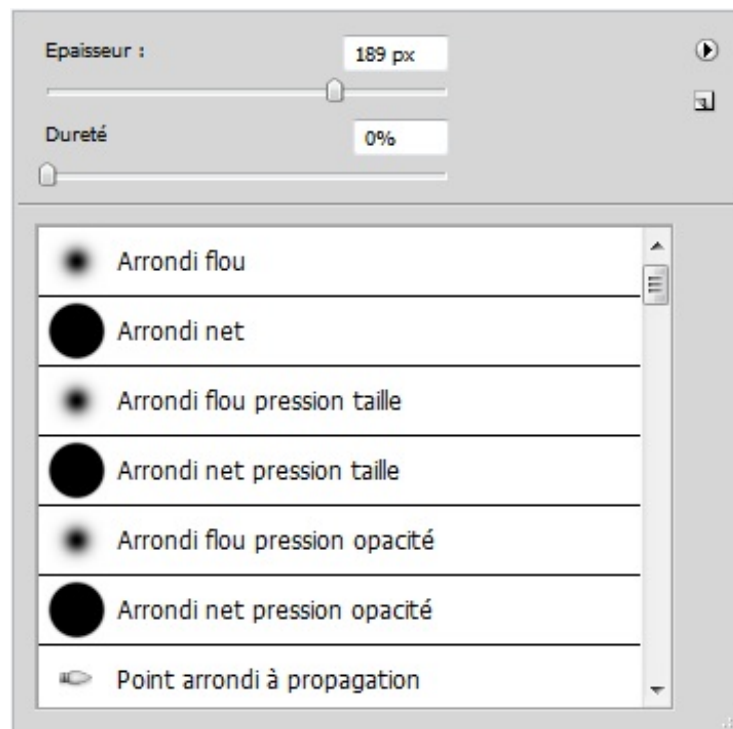 Epaisseur :
189 px
Dureté
0%
Arrondi flou
Arrondi net
Arrondi flou pression taille
Arrondi net pression taille
Arrondi flou pression opacité
Arrondi net pression opacité
Point arrondi à propagation